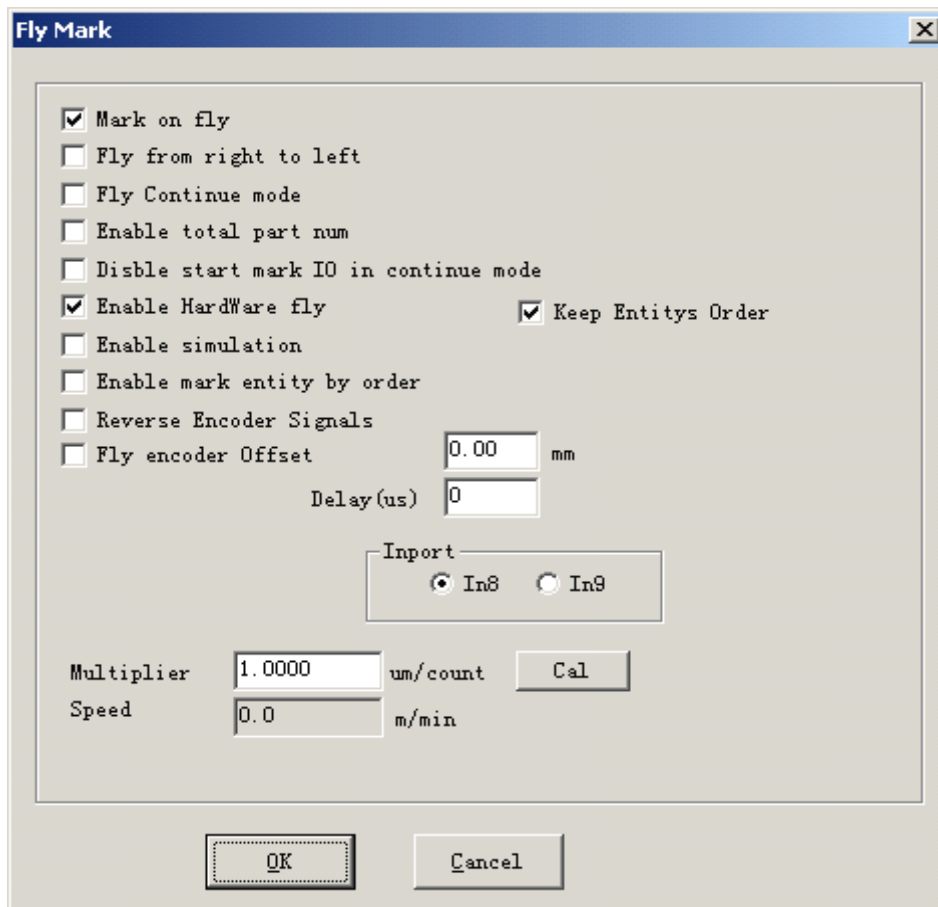 Fly Mark
Mark on fly
Fly from right to left
Fly Continue mode
Enable total part num
Disble start mark IO in continue mode
Enable HardWare fly Keep Entitys Order
Enable simulation
Enable mark entity by order
Reverse Encoder Signals
Fly encoder Offset 0.00 mm
Delay(us) 0
Inport
In8 In9
Multiplier 1.0000 um/count Cal
Speed 0.0 m/min
OK Cancel